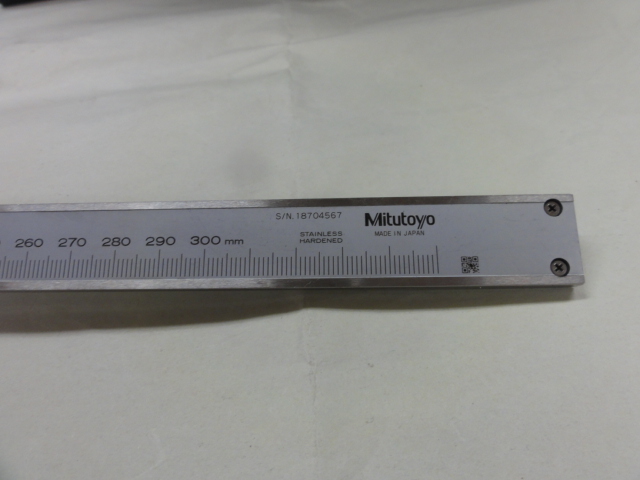 S/N.18704567
Mitutoyo
MADE IN JAPAN
STAINLESS
HARDENED
260 270 280 290 300 mm